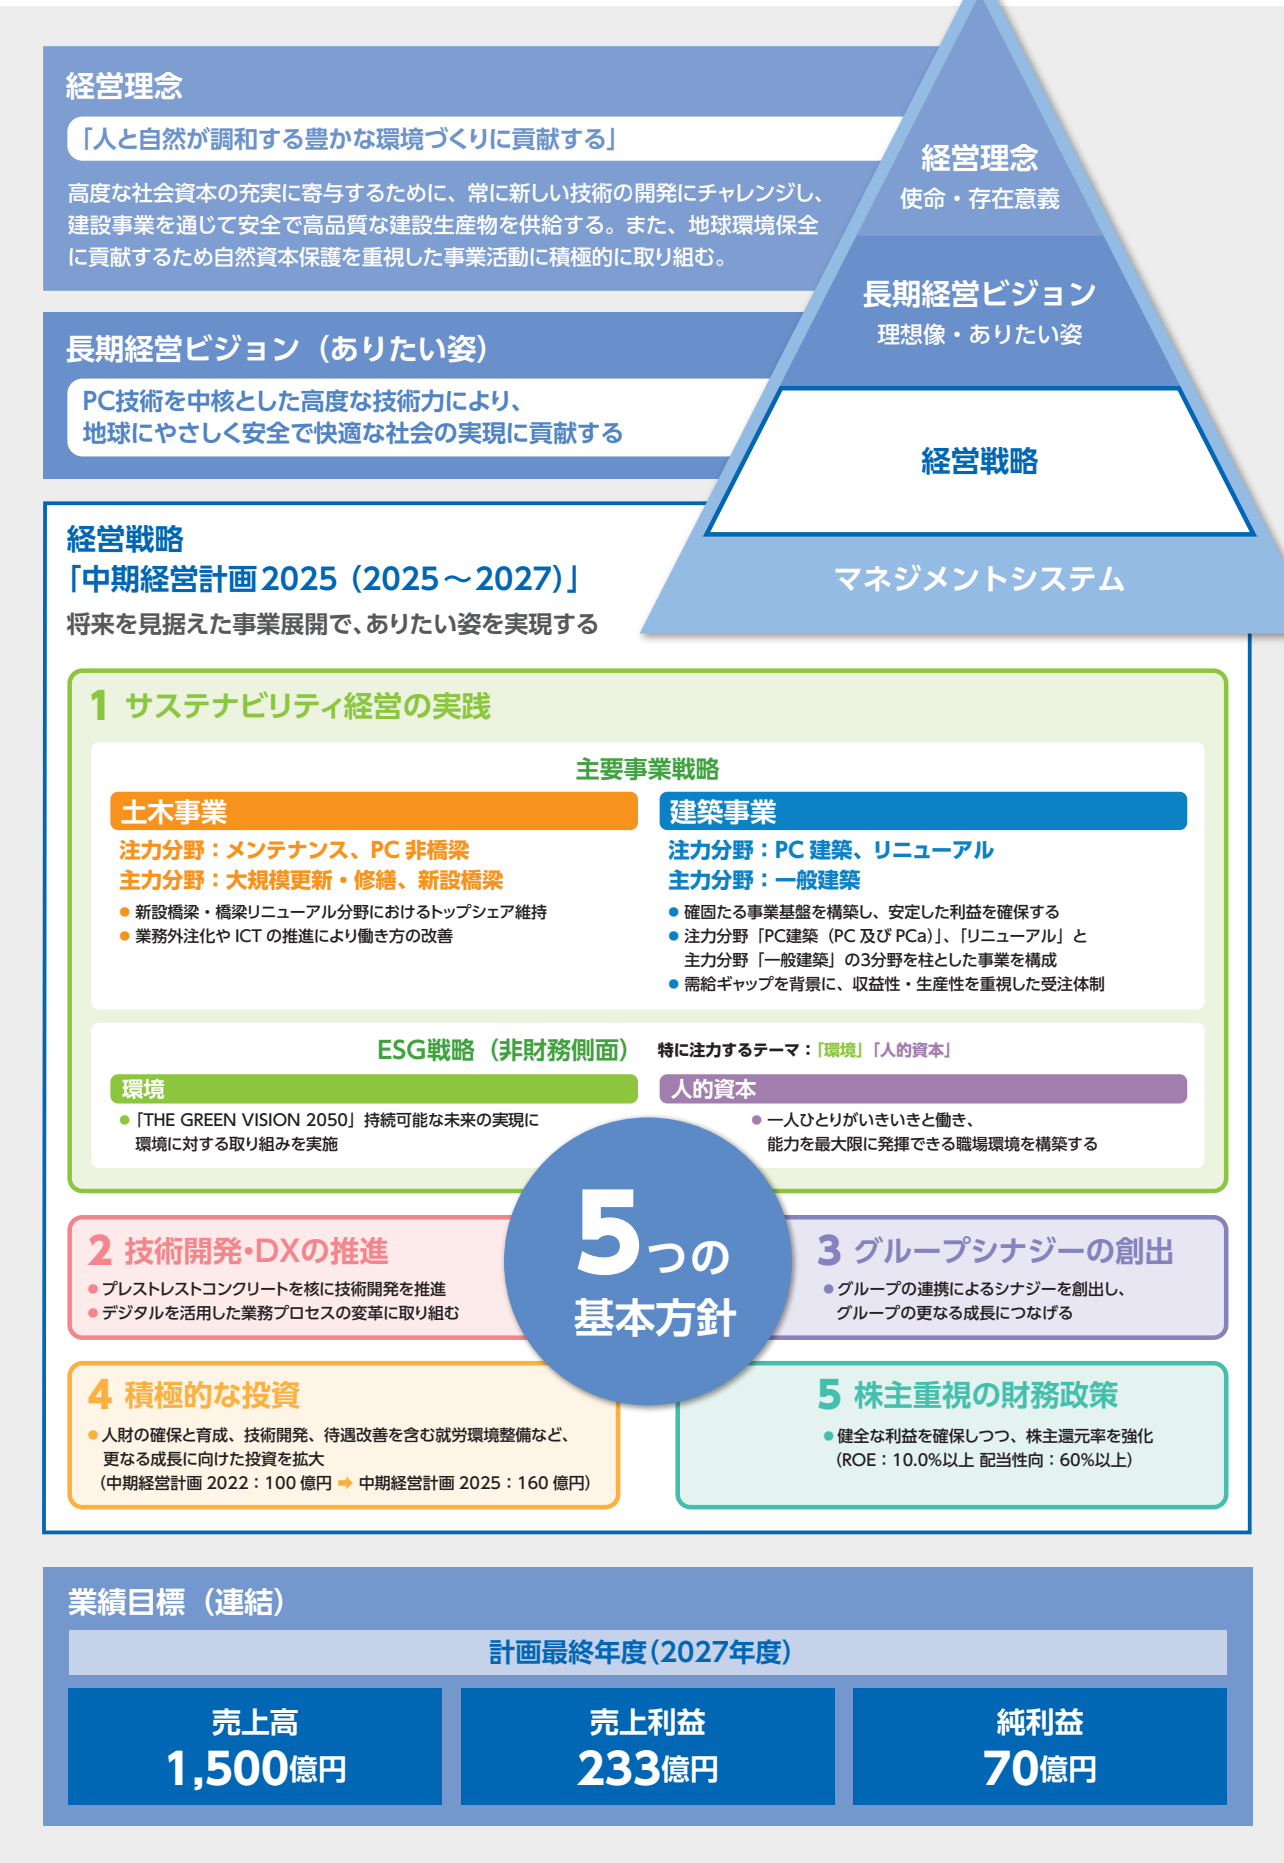 経営理念
「人と自然が調和する豊かな環境づくりに貢献する」
高度な社会資本の充実に寄与するために、常に新しい技術の開発にチャレンジし、
建設事業を通じて安全で高品質な建設生産物を供給する。また、地球環境保全
に貢献するため自然資本保護を重視した事業活動に積極的に取り組む。
長期経営ビジョン（ありたい姿）
PC技術を中核とした高度な技術力により、
地球にやさしく安全で快適な社会の実現に貢献する
経営理念
使命・存在意義
長期経営ビジョン
理想像・ありたい姿
経営戦略
マネジメントシステム
経営戦略
「中期経営計画2025（2025～2027）」
将来を見据えた事業展開で、ありたい姿を実現する
1 サステナビリティ経営の実践
主要事業戦略
土木事業
注力分野：メンテナンス、PC 非橋梁
主力分野：大規模更新・修繕、新設橋梁
● 新設橋梁・橋梁リニューアル分野におけるトップシェア維持
● 業務外注化や ICT の推進により働き方の改善
建築事業
注力分野：PC 建築、リニューアル
主力分野：一般建築
● 確固たる事業基盤を構築し、安定した利益を確保する
● 注力分野「PC建築（PC 及び PCa）」、「リニューアル」と
主力分野「一般建築」の3分野を柱とした事業を構成
● 需給ギャップを背景に、収益性・生産性を重視した受注体制
ESG戦略（非財務側面） 特に注力するテーマ：「環境」「人的資本」
環境
● 「THE GREEN VISION 2050」持続可能な未来の実現に
環境に対する取り組みを実施
人的資本
● 一人ひとりがいきいきと働き、
能力を最大限に発揮できる職場環境を構築する
5つの
基本方針
2 技術開発・DXの推進
● プレストレストコンクリートを核に技術開発を推進
● デジタルを活用した業務プロセスの変革に取り組む
3 グループシナジーの創出
● グループの連携によるシナジーを創出し、
グループの更なる成長につなげる
4 積極的な投資
● 人財の確保と育成、技術開発、待遇改善を含む就労環境整備など、
更なる成長に向けた投資を拡大
（中期経営計画 2022：100 億円 ➡ 中期経営計画 2025：160 億円）
5 株主重視の財務政策
● 健全な利益を確保しつつ、株主還元率を強化
（ROE：10.0%以上 配当性向：60%以上）
業績目標（連結）
計画最終年度（2027年度）
売上高
1,500億円
売上利益
233億円
純利益
70億円